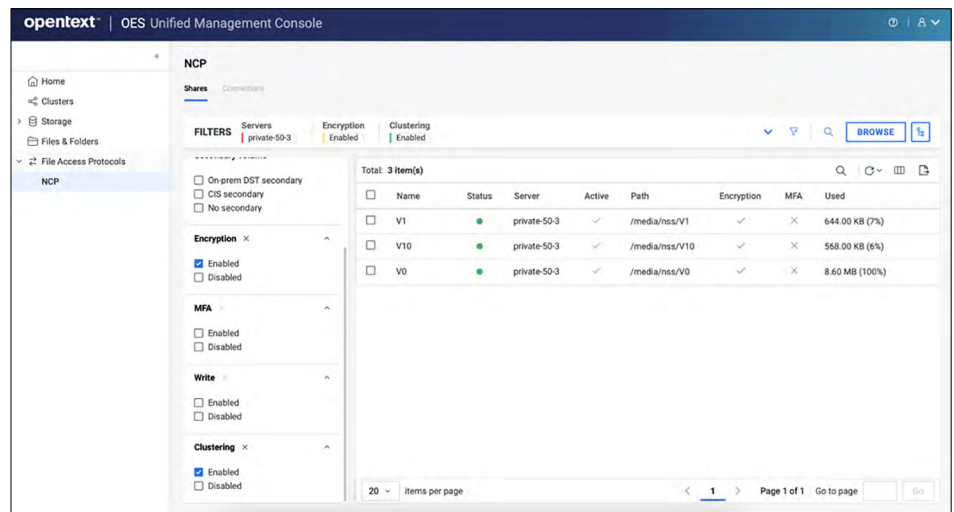 opentext™ | OES Unified Management Console
Home
Clusters
Storage
Files & Folders
File Access Protocols
NCP
NCP
Shares Connections
FILTERS
Servers
private-50-3
Encryption
Enabled
Clustering
Enabled
BROWSE
Secondary volume
On-prem DST secondary
CIS secondary
No secondary
Encryption ×
Enabled
Disabled
MFA ×
Enabled
Disabled
Write ×
Enabled
Disabled
Clustering ×
Enabled
Disabled
Total: 3 item(s)
Name Status Server Active Path Encryption MFA Used
V1 private-50-3 /media/nss/V1 644.00 KB (7%)
V10 private-50-3 /media/nss/V10 568.00 KB (6%)
V0 private-50-3 /media/nss/V0 8.60 MB (100%)
20 items per page
< 1 > Page 1 of 1 Go to page Go